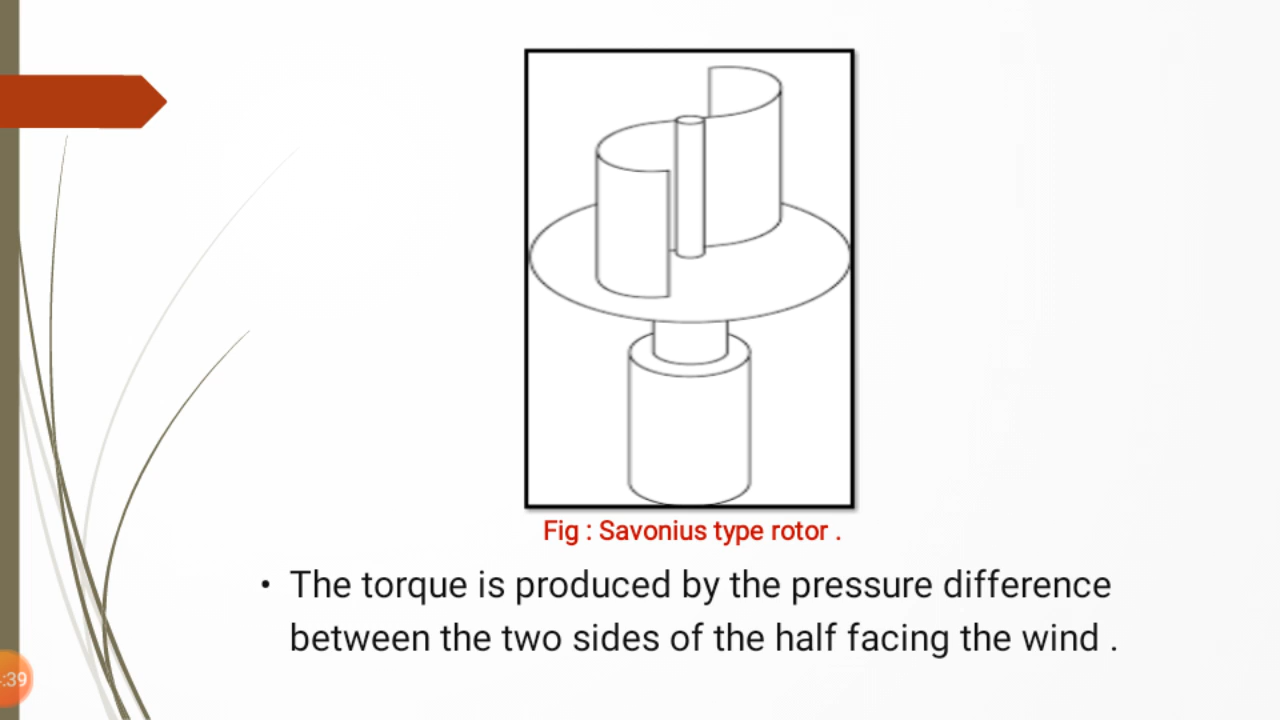 Fig : Savonius type rotor .
• The torque is produced by the pressure difference
between the two sides of the half facing the wind .
:39